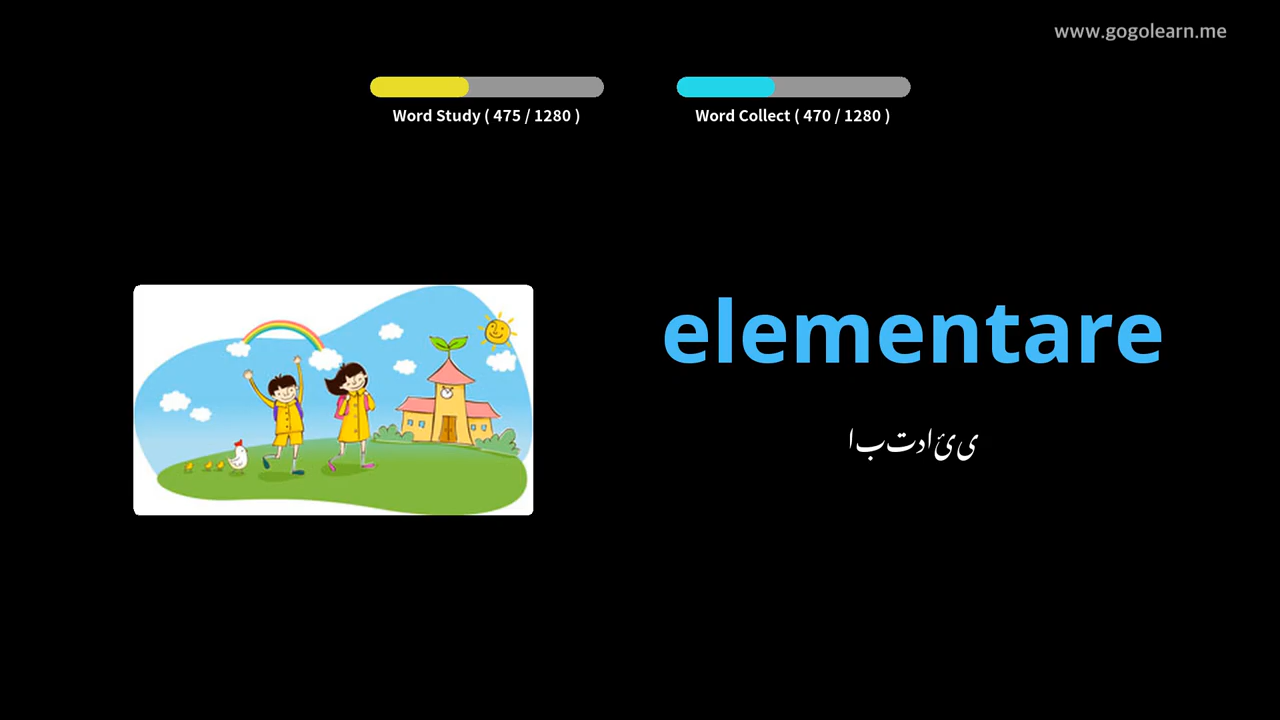 www.gogolearn.me
Word Study ( 475 / 1280 )
Word Collect ( 470 / 1280 )
elementare
ابتدائی